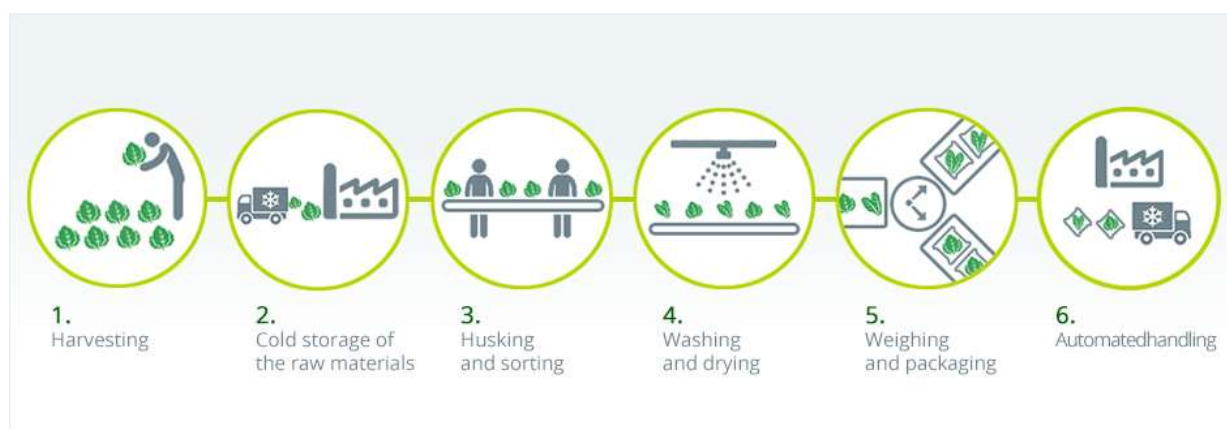 1.
Harvesting
2.
Cold storage of
the raw materials
3.
Husking
and sorting
4.
Washing
and drying
5.
Weighing
and packaging
6.
Automatedhandling